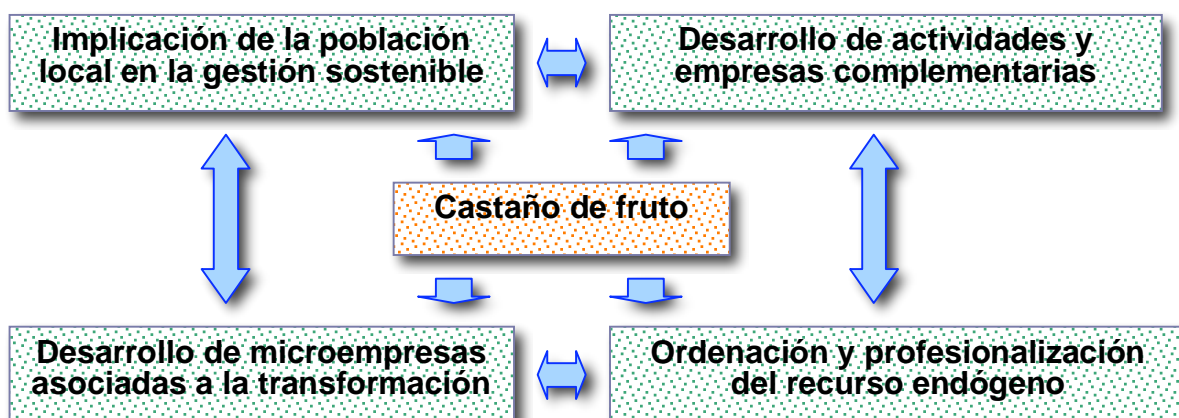 Implicación de la población
local en la gestión sostenible
Desarrollo de actividades y
empresas complementarias
Castaño de fruto
Desarrollo de microempresas
asociadas a la transformación
Ordenación y profesionalización
del recurso endógeno